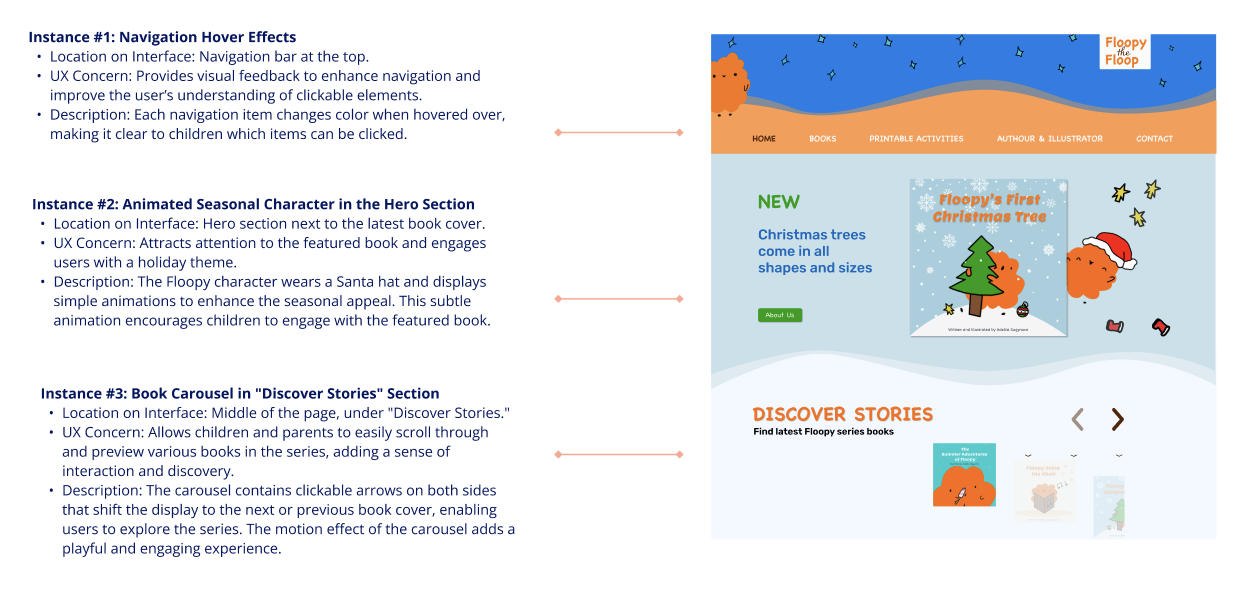 Instance #1: Navigation Hover Effects
• Location on Interface: Navigation bar at the top.
• UX Concern: Provides visual feedback to enhance navigation and
improve the user's understanding of clickable elements.
• Description: Each navigation item changes color when hovered over,
making it clear to children which items can be clicked.
Instance #2: Animated Seasonal Character in the Hero Section
• Location on Interface: Hero section next to the latest book cover.
• UX Concern: Attracts attention to the featured book and engages
users with a holiday theme.
• Description: The Floopy character wears a Santa hat and displays
simple animations to enhance the seasonal appeal. This subtle
animation encourages children to engage with the featured book.
Instance #3: Book Carousel in "Discover Stories" Section
• Location on Interface: Middle of the page, under "Discover Stories."
• UX Concern: Allows children and parents to easily scroll through
and preview various books in the series, adding a sense of
interaction and discovery.
• Description: The carousel contains clickable arrows on both sides
that shift the display to the next or previous book cover, enabling
users to explore the series. The motion effect of the carousel adds a
playful and engaging experience.
Floopy
the
Floop
HOME BOOKS PRINTABLE ACTIVITIES AUTHOUR & ILLUSTRATOR CONTACT
NEW
Christmas trees
come in all
shapes and sizes
About Us
Floopy's First
Christmas Tree
Written and Illustrated by
DISCOVER STORIES
Find latest Floopy series books
The
Summer Adventures
of Floopy